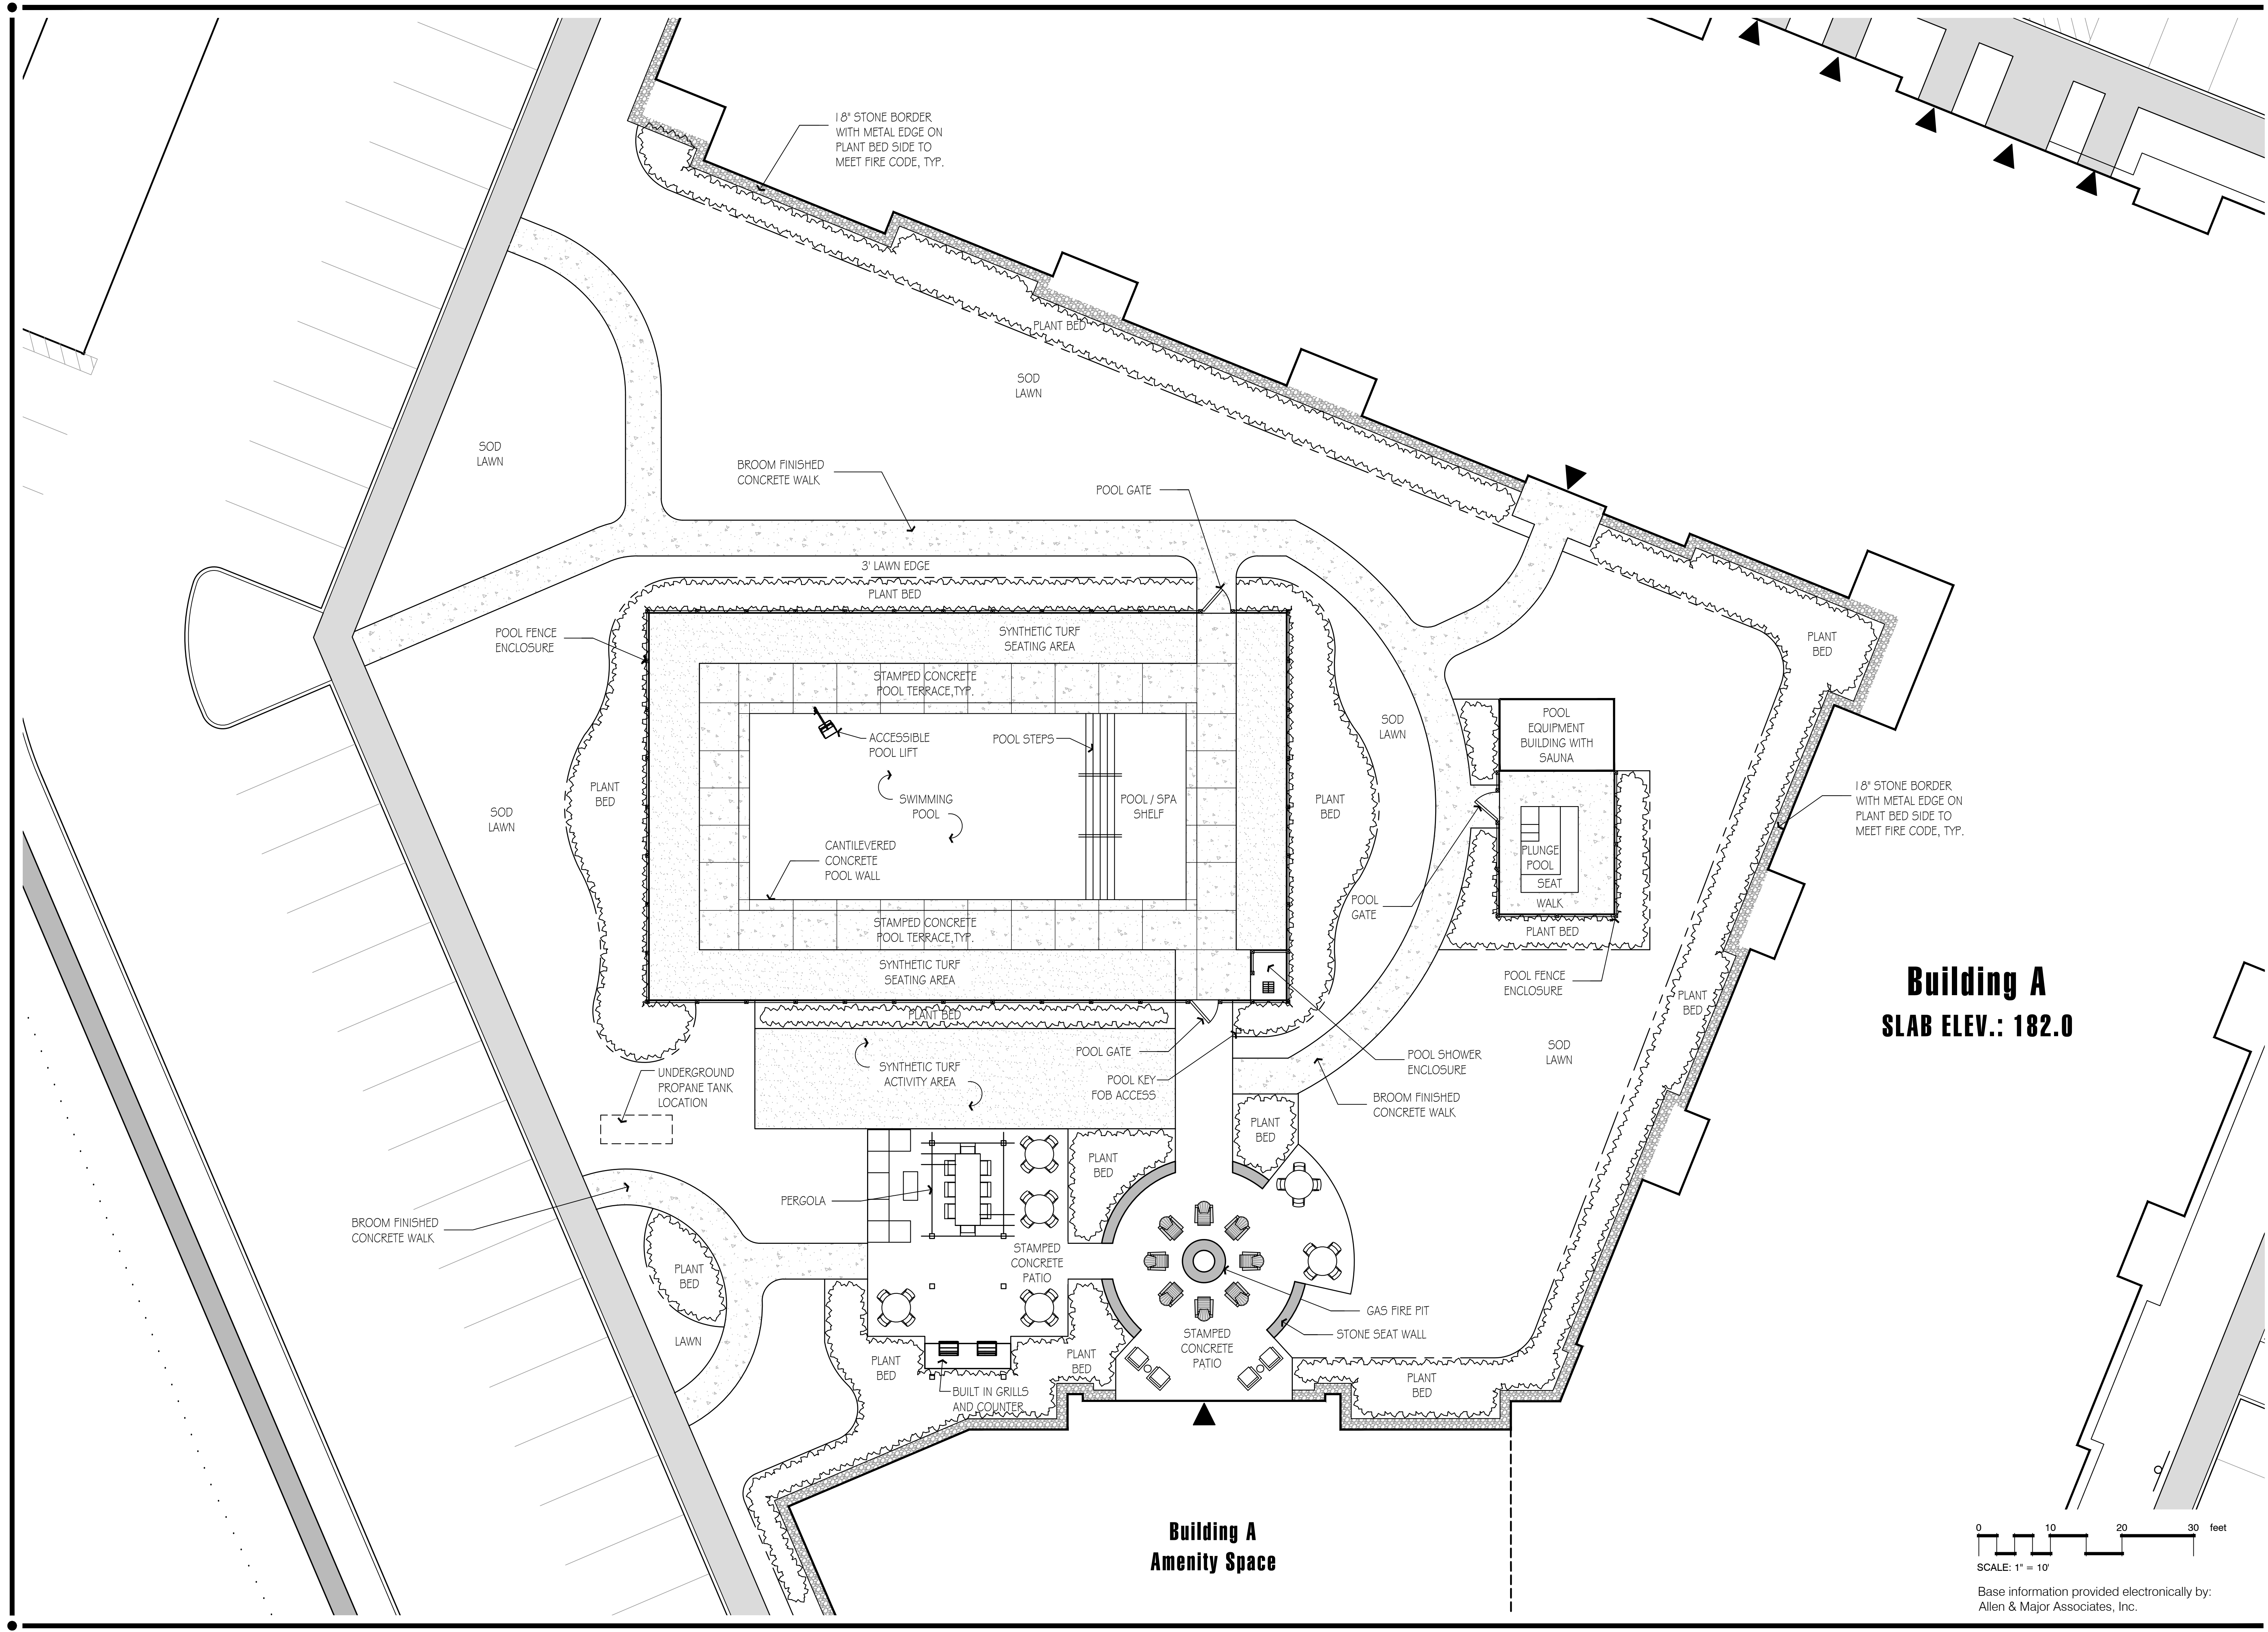 18" STONE BORDER
WITH METAL EDGE ON
PLANT BED SIDE TO
MEET FIRE CODE, TYP.
PLANT BED
SOD
LAWN
SOD
LAWN
BROOM FINISHED
CONCRETE WALK
POOL GATE
3' LAWN EDGE
PLANT BED
POOL FENCE
ENCLOSURE
SYNTHETIC TURF
SEATING AREA
PLANT
BED
STAMPED CONCRETE
POOL TERRACE,TYP.
POOL
EQUIPMENT
BUILDING WITH
SAUNA
SOD
LAWN
ACCESSIBLE
POOL LIFT
POOL STEPS
SWIMMING
POOL
POOL / SPA
SHELF
PLANT
BED
PLANT
BED
SOD
LAWN
18" STONE BORDER
WITH METAL EDGE ON
PLANT BED SIDE TO
MEET FIRE CODE, TYP.
CANTILEVERED
CONCRETE
POOL WALL
PLUNGE
POOL
SEAT
WALK
PLANT BED
POOL
GATE
STAMPED CONCRETE
POOL TERRACE,TYP.
SYNTHETIC TURF
SEATING AREA
POOL FENCE
ENCLOSURE
PLANT
BED
Building A
SLAB ELEV.: 182.0
PLANT BED
POOL GATE
POOL KEY
FOB ACCESS
POOL SHOWER
ENCLOSURE
SOD
LAWN
UNDERGROUND
PROPANE TANK
LOCATION
SYNTHETIC TURF
ACTIVITY AREA
BROOM FINISHED
CONCRETE WALK
PLANT
BED
PLANT
BED
PERGOLA
BROOM FINISHED
CONCRETE WALK
STAMPED
CONCRETE
PATIO
PLANT
BED
LAWN
GAS FIRE PIT
STONE SEAT WALL
STAMPED
CONCRETE
PATIO
PLANT
BED
PLANT
BED
PLANT
BED
BUILT IN GRILLS
AND COUNTER
Building A
Amenity Space
0 10 20 30 feet
SCALE: 1" = 10'
Base information provided electronically by:
Allen & Major Associates, Inc.